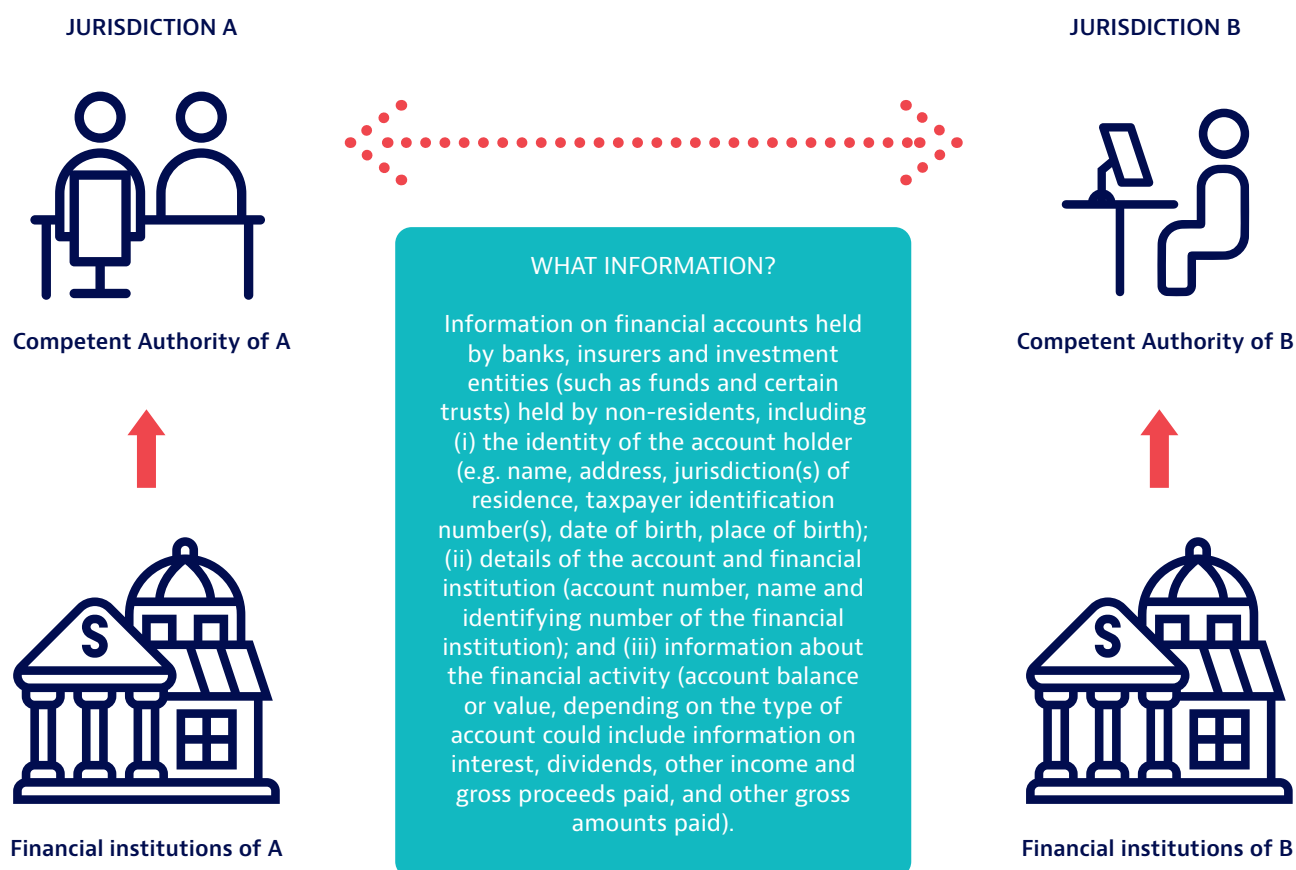 JURISDICTION A
JURISDICTION B
Competent Authority of A
Competent Authority of B
WHAT INFORMATION?
Information on financial accounts held
by banks, insurers and investment
entities (such as funds and certain
trusts) held by non-residents, including
(i) the identity of the account holder
(e.g. name, address, jurisdiction(s) of
residence, taxpayer identification
number(s), date of birth, place of birth);
(ii) details of the account and financial
institution (account number, name and
identifying number of the financial
institution); and (iii) information about
the financial activity (account balance
or value, depending on the type of
account could include information on
interest, dividends, other income and
gross proceeds paid, and other gross
amounts paid).
S
S
Financial institutions of A
Financial institutions of B